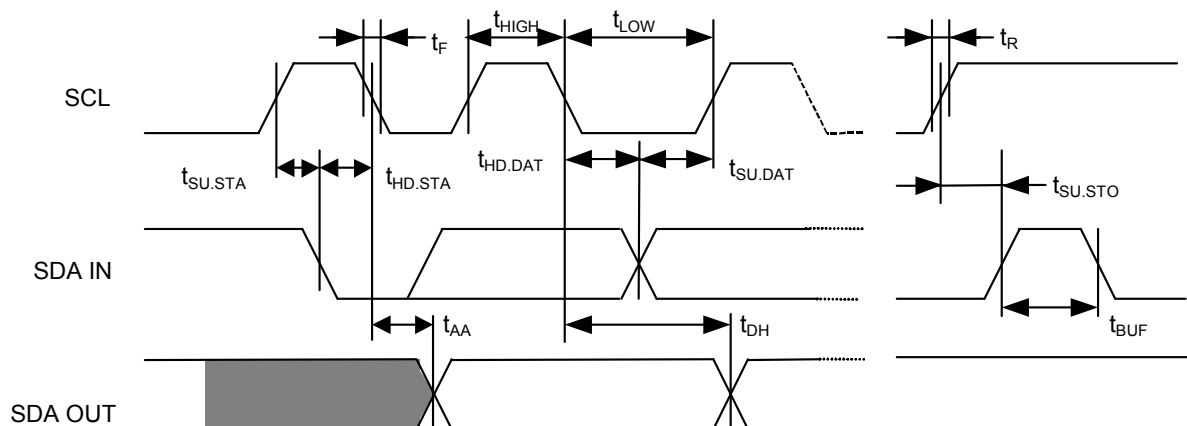 t_HIGH t_LOW
t_F t_R
SCL
t_SU.STA t_HD.STA t_HD.DAT t_SU.DAT
t_SU.STO
SDA IN
t_AA t_DH t_BUF
SDA OUT